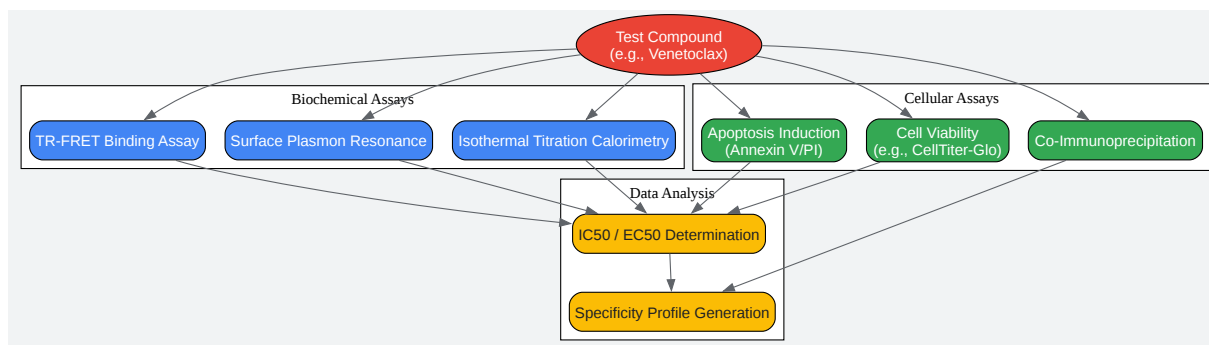 Test Compound
(e.g., Venetoclax)
Biochemical Assays
Cellular Assays
TR-FRET Binding Assay
Surface Plasmon Resonance
Isothermal Titration Calorimetry
Apoptosis Induction
(Annexin V/PI)
Cell Viability
(e.g., CellTiter-Glo)
Co-Immunoprecipitation
Data Analysis
IC50 / EC50 Determination
Specificity Profile Generation